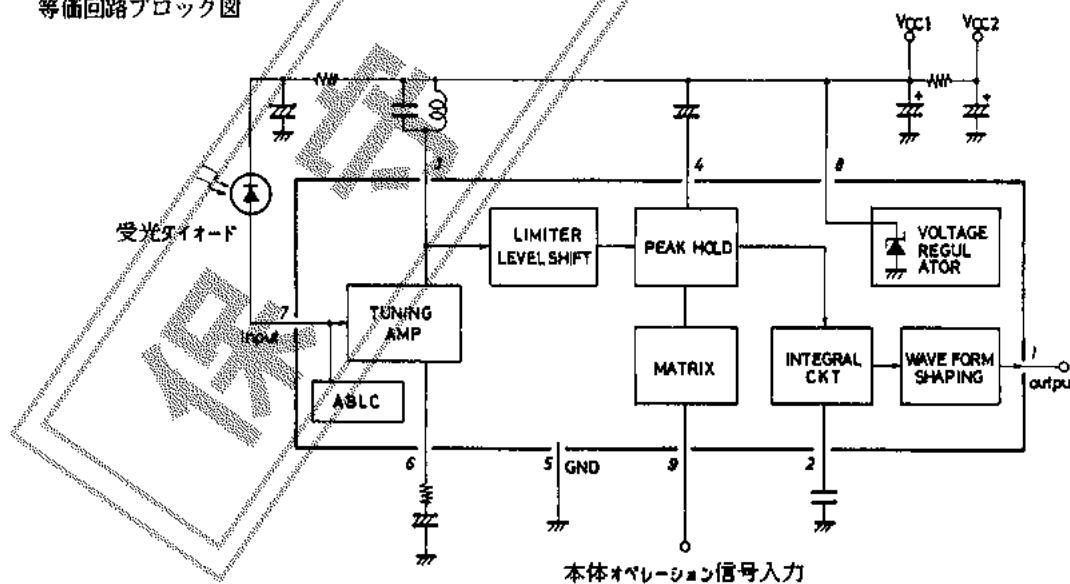 等価回路ブロック図
VCC1
VCC2
3
4
8
受光ダイオード
LIMITER
LEVEL SHIFT
PEAK HOLD
VOLTAGE
REGUL
ATOR
7
input
TUNING
AMP
MATRIX
INTEGRAL
CKT
WAVE FORM
SHAPING
1
output
ABLC
6
5
GND
9
2
本体オペレーション信号入力
保守